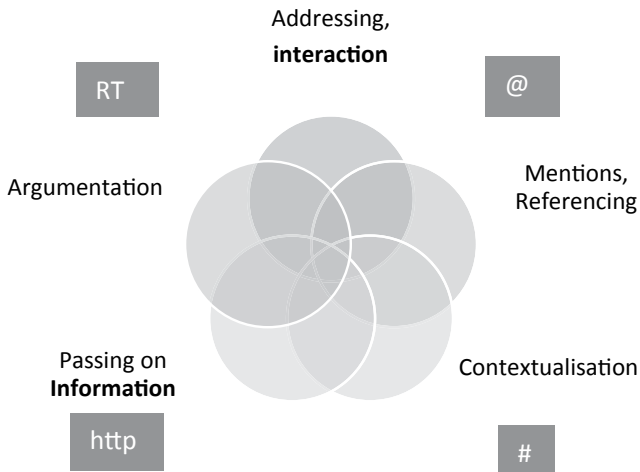 Addressing,
interaction
RT
@
Argumentation
Mentions,
Referencing
Passing on
Information
Contextualisation
http
#